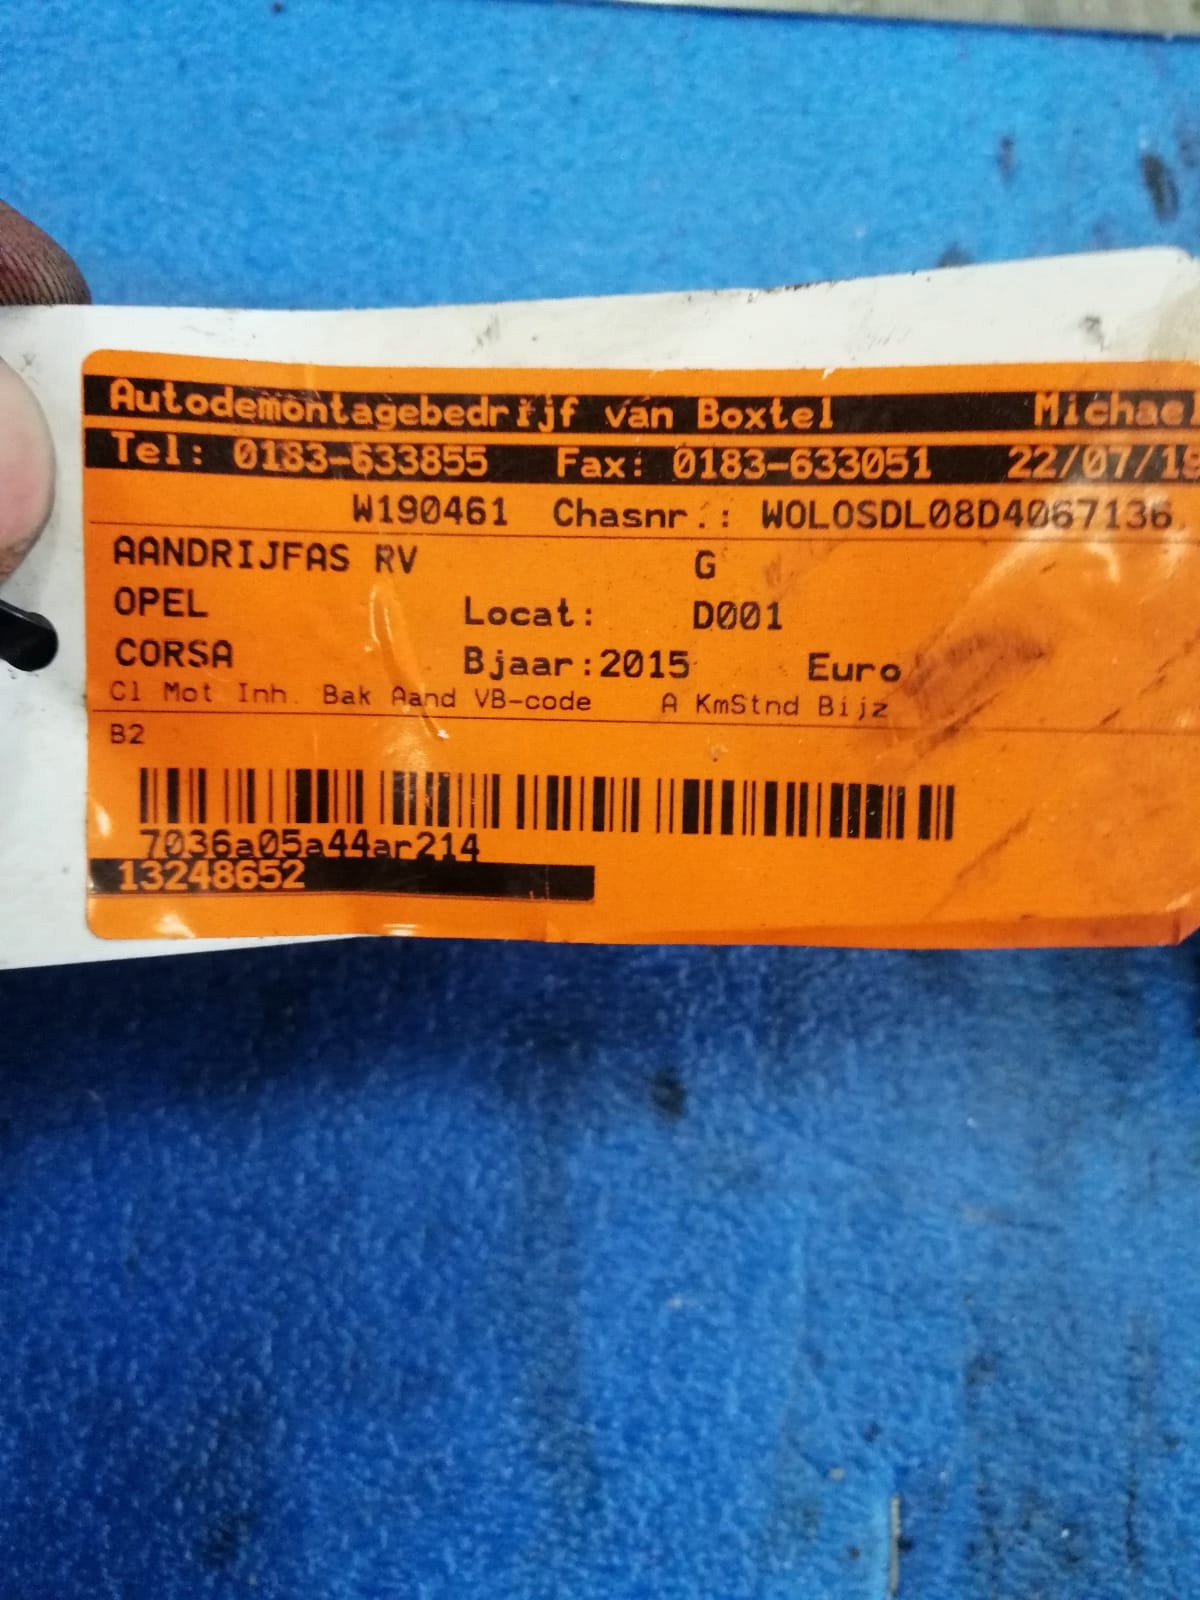 Autodemontagebedrijf van Boxtel Michael
Tel: 0183-633855 Fax: 0183-633051 22/07/19
W190461 Chasnr.: WOLOSDL08D4067136
AANDRIJFAS RV G
OPEL Locat: D001
CORSA Bjaar:2015 Euro
Cl Mot Inh. Bak Aand VB-code A KmStnd Bijz
B2
7036a05a44ar214
13248652